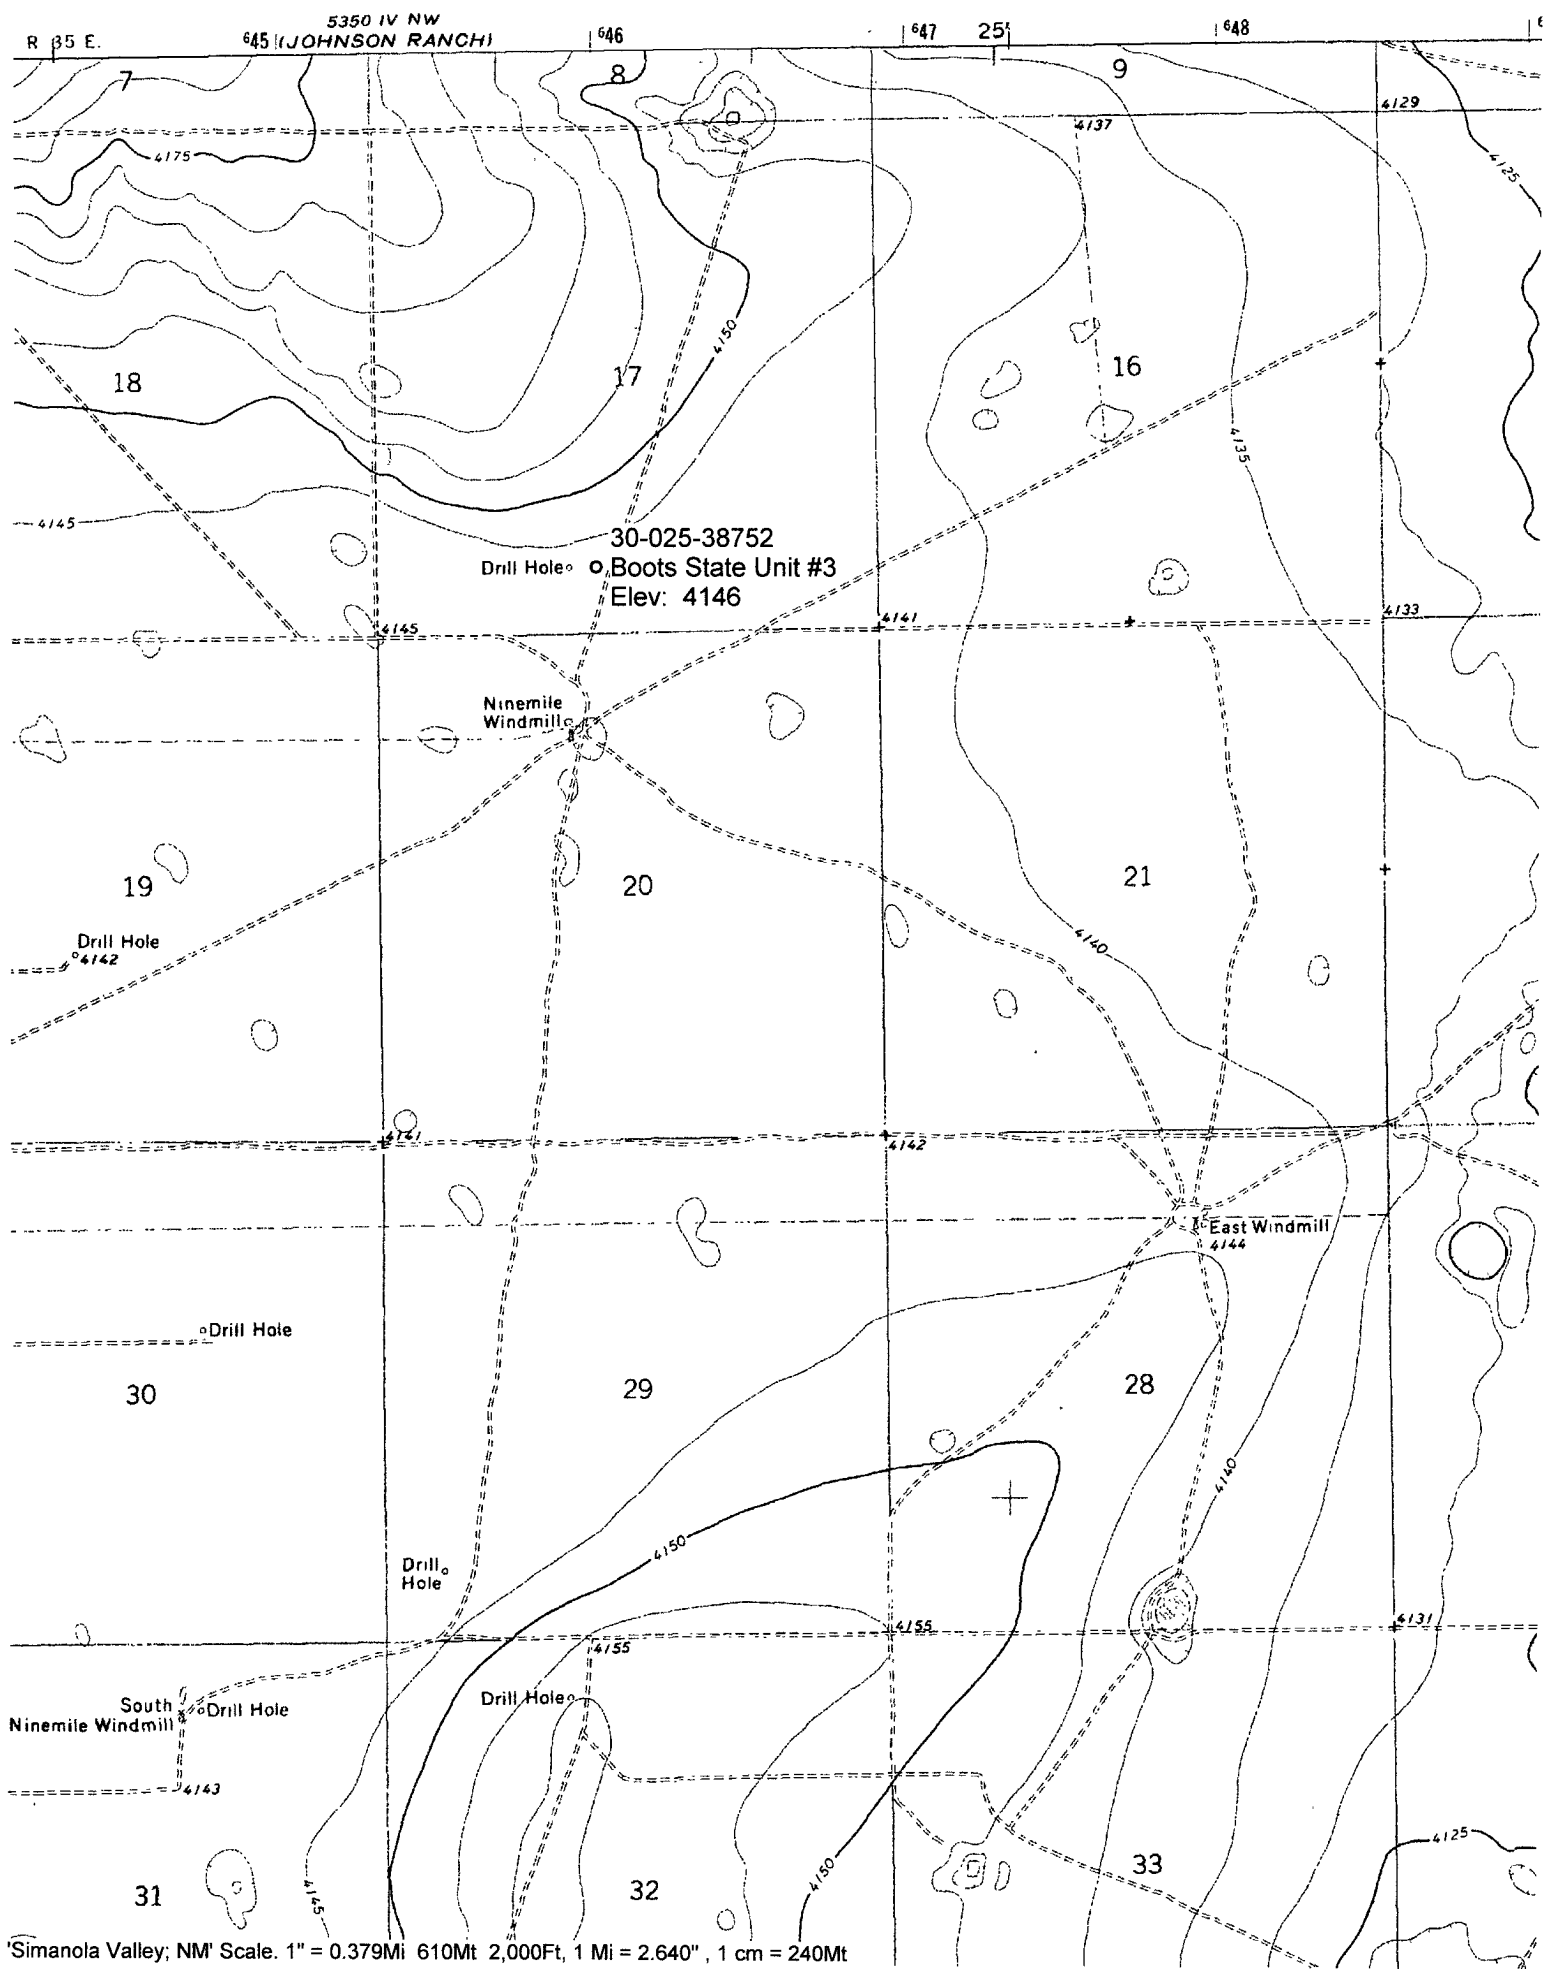 5350 IV NW
R 35 E. 645 (JOHNSON RANCH) 646 647 25' 648 6
7 8 9
4129
4137
4175
4125
4150
18 17 16
4135
4145
30-025-38752
Drill Hole Boots State Unit #3
Elev: 4146
4145 4141 4133
Ninemile
Windmill
19 20 21
Drill Hole
4142
4140
4141 4142
East Windmill
4144
Drill Hole
30 29 28
4140
4150
Drill
Hole
4155 4155 4131
South
Ninemile Windmill
Drill Hole
Drill Hole
4143
4125
4150
33
31 32
4145
'Simanola Valley; NM' Scale. 1" = 0.379Mi 610Mt 2,000Ft, 1 Mi = 2.640" , 1 cm = 240Mt